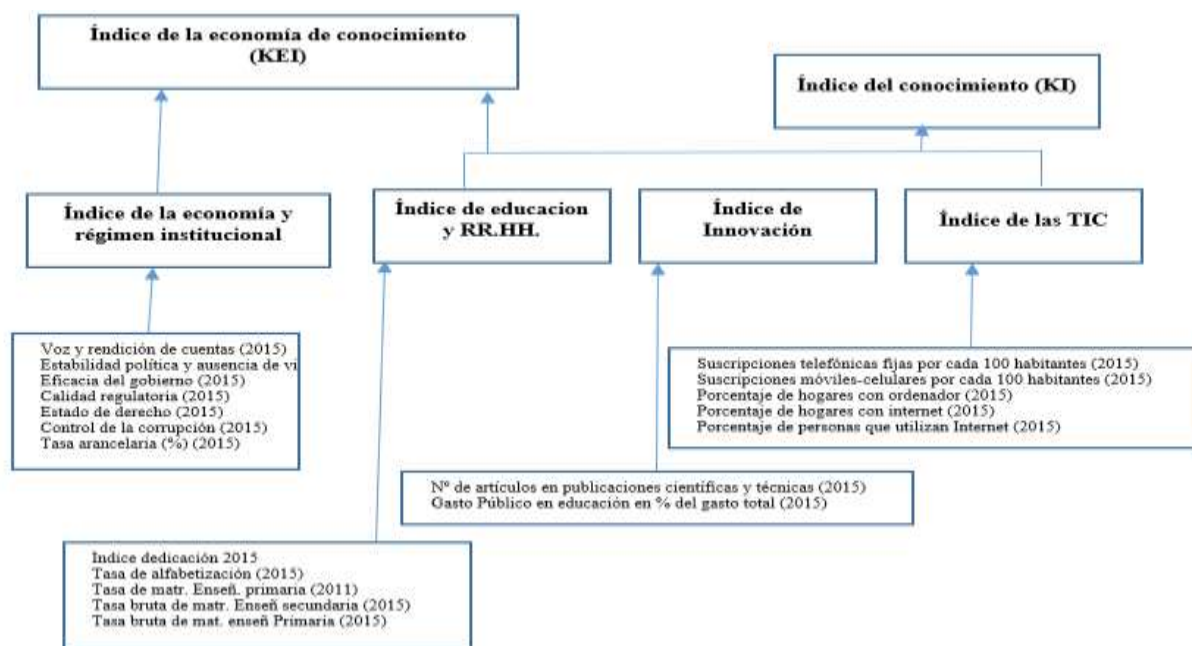 Índice de la economía de conocimiento
(KEI)
Índice del conocimiento (KI)
Índice de la economía y
régimen institucional
Índice de educacion
y RR.HH.
Índice de
Innovación
Índice de las TIC
Voz y rendición de cuentas (2015)
Estabilidad política y ausencia de vi
Eficacia del gobierno (2015)
Calidad regulatoria (2015)
Estado de derecho (2015)
Control de la corrupción (2015)
Tasa arancelaria (%) (2015)
Suscripciones telefónicas fijas por cada 100 habitantes (2015)
Suscripciones móviles-celulares por cada 100 habitantes (2015)
Porcentaje de hogares con ordenador (2015)
Porcentaje de hogares con internet (2015)
Porcentaje de personas que utilizan Internet (2015)
Nº de artículos en publicaciones científicas y técnicas (2015)
Gasto Público en educación en % del gasto total (2015)
Indice dedicación 2015
Tasa de alfabetización (2015)
Tasa de matr. Enseñ. primaria (2011)
Tasa bruta de matr. Enseñ secundaria (2015)
Tasa bruta de mat. enseñ Primaria (2015)